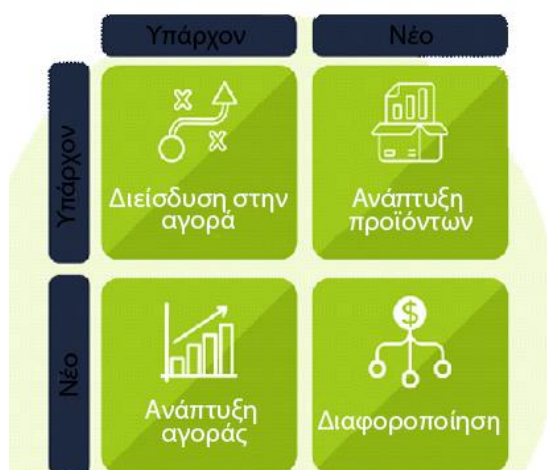 Υπάρχον
Νέο
Υπάρχον
Διείσδυση στην
αγορά
Ανάπτυξη
προϊόντων
Νέο
Ανάπτυξη
αγοράς
$
Διαφοροποίηση